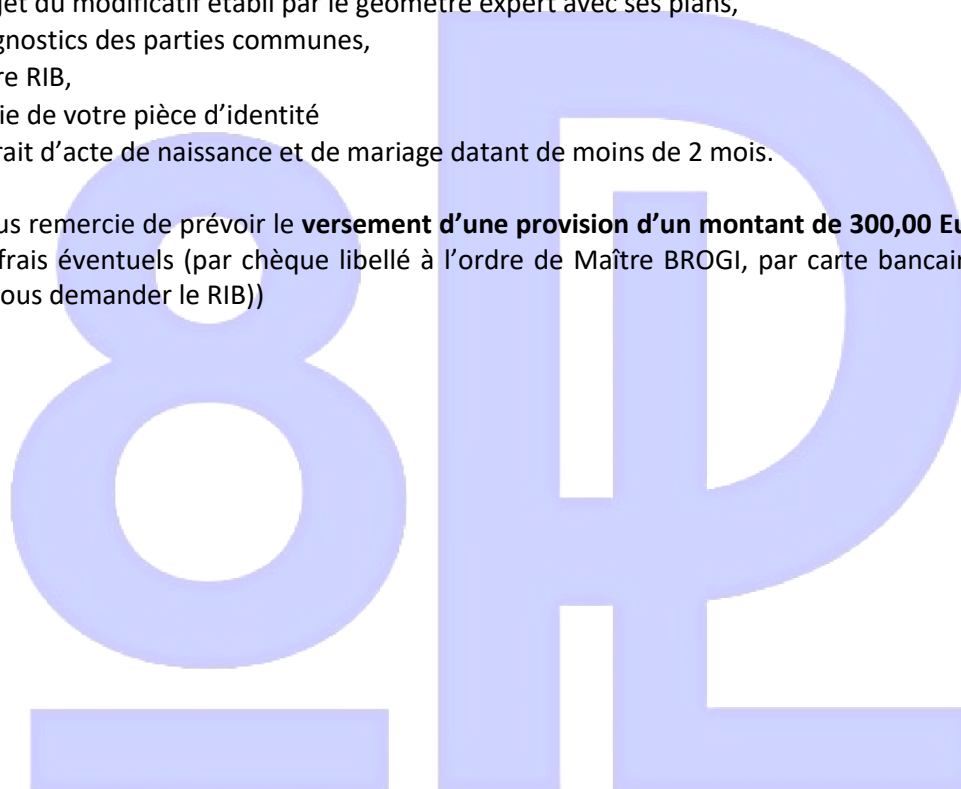 jet du modificatif établi par le géomètre expert avec ses plans,
gnostics des parties communes,
re RIB,
ie de votre pièce d’identité
rait d’acte de naissance et de mariage datant de moins de 2 mois.
us remercie de prévoir le versement d’une provision d’un montant de 300,00 Eu
frais éventuels (par chèque libellé à l’ordre de Maître BROGI, par carte bancair
ous demander le RIB))